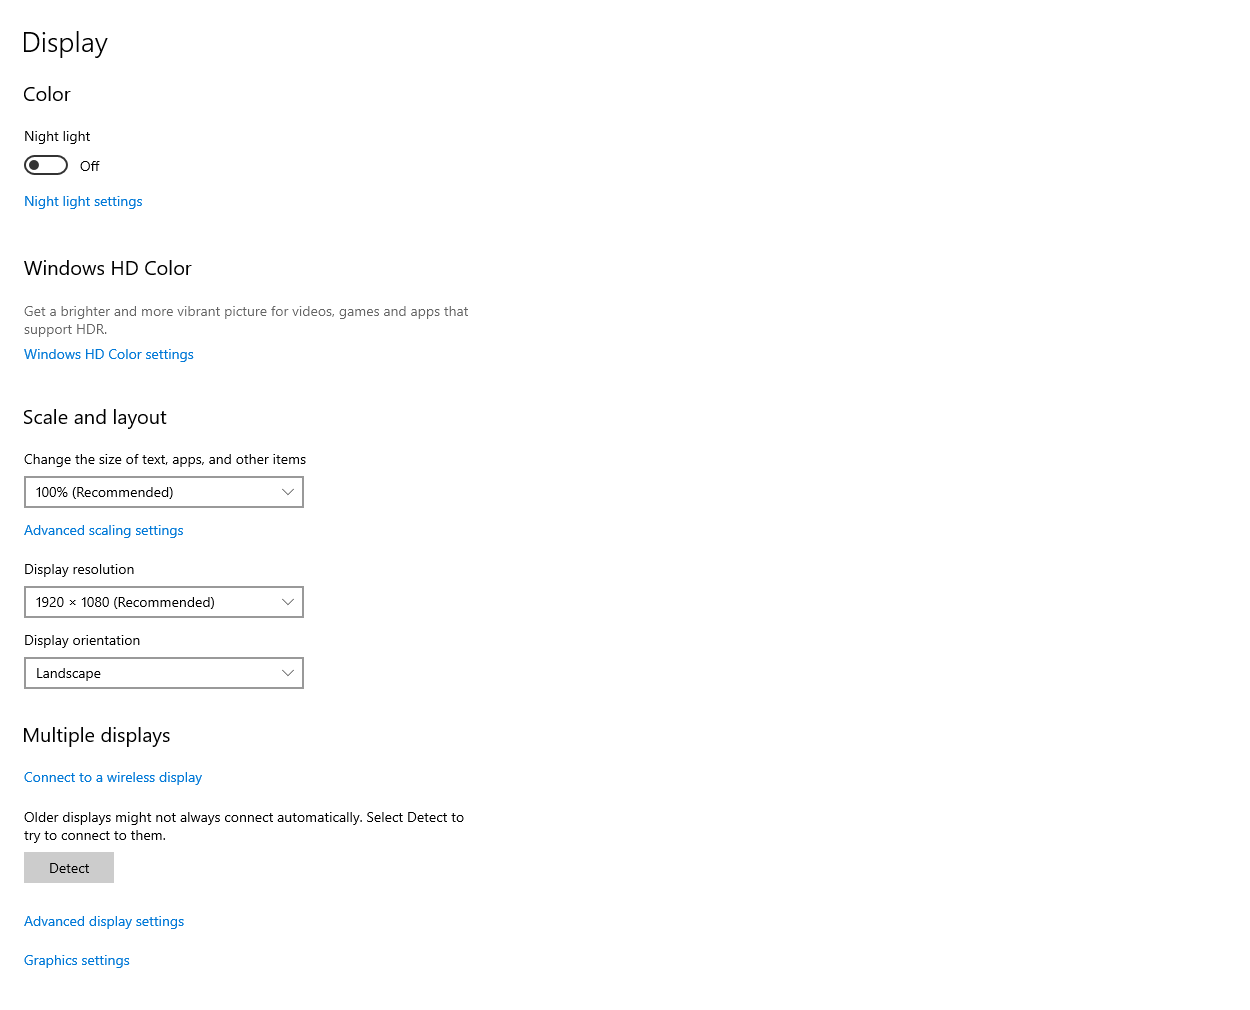 Display
Color
Night light
Off
Night light settings
Windows HD Color
Get a brighter and more vibrant picture for videos, games and apps that
support HDR.
Windows HD Color settings
Scale and layout
Change the size of text, apps, and other items
100% (Recommended)
Advanced scaling settings
Display resolution
1920 × 1080 (Recommended)
Display orientation
Landscape
Multiple displays
Connect to a wireless display
Older displays might not always connect automatically. Select Detect to
try to connect to them.
Detect
Advanced display settings
Graphics settings